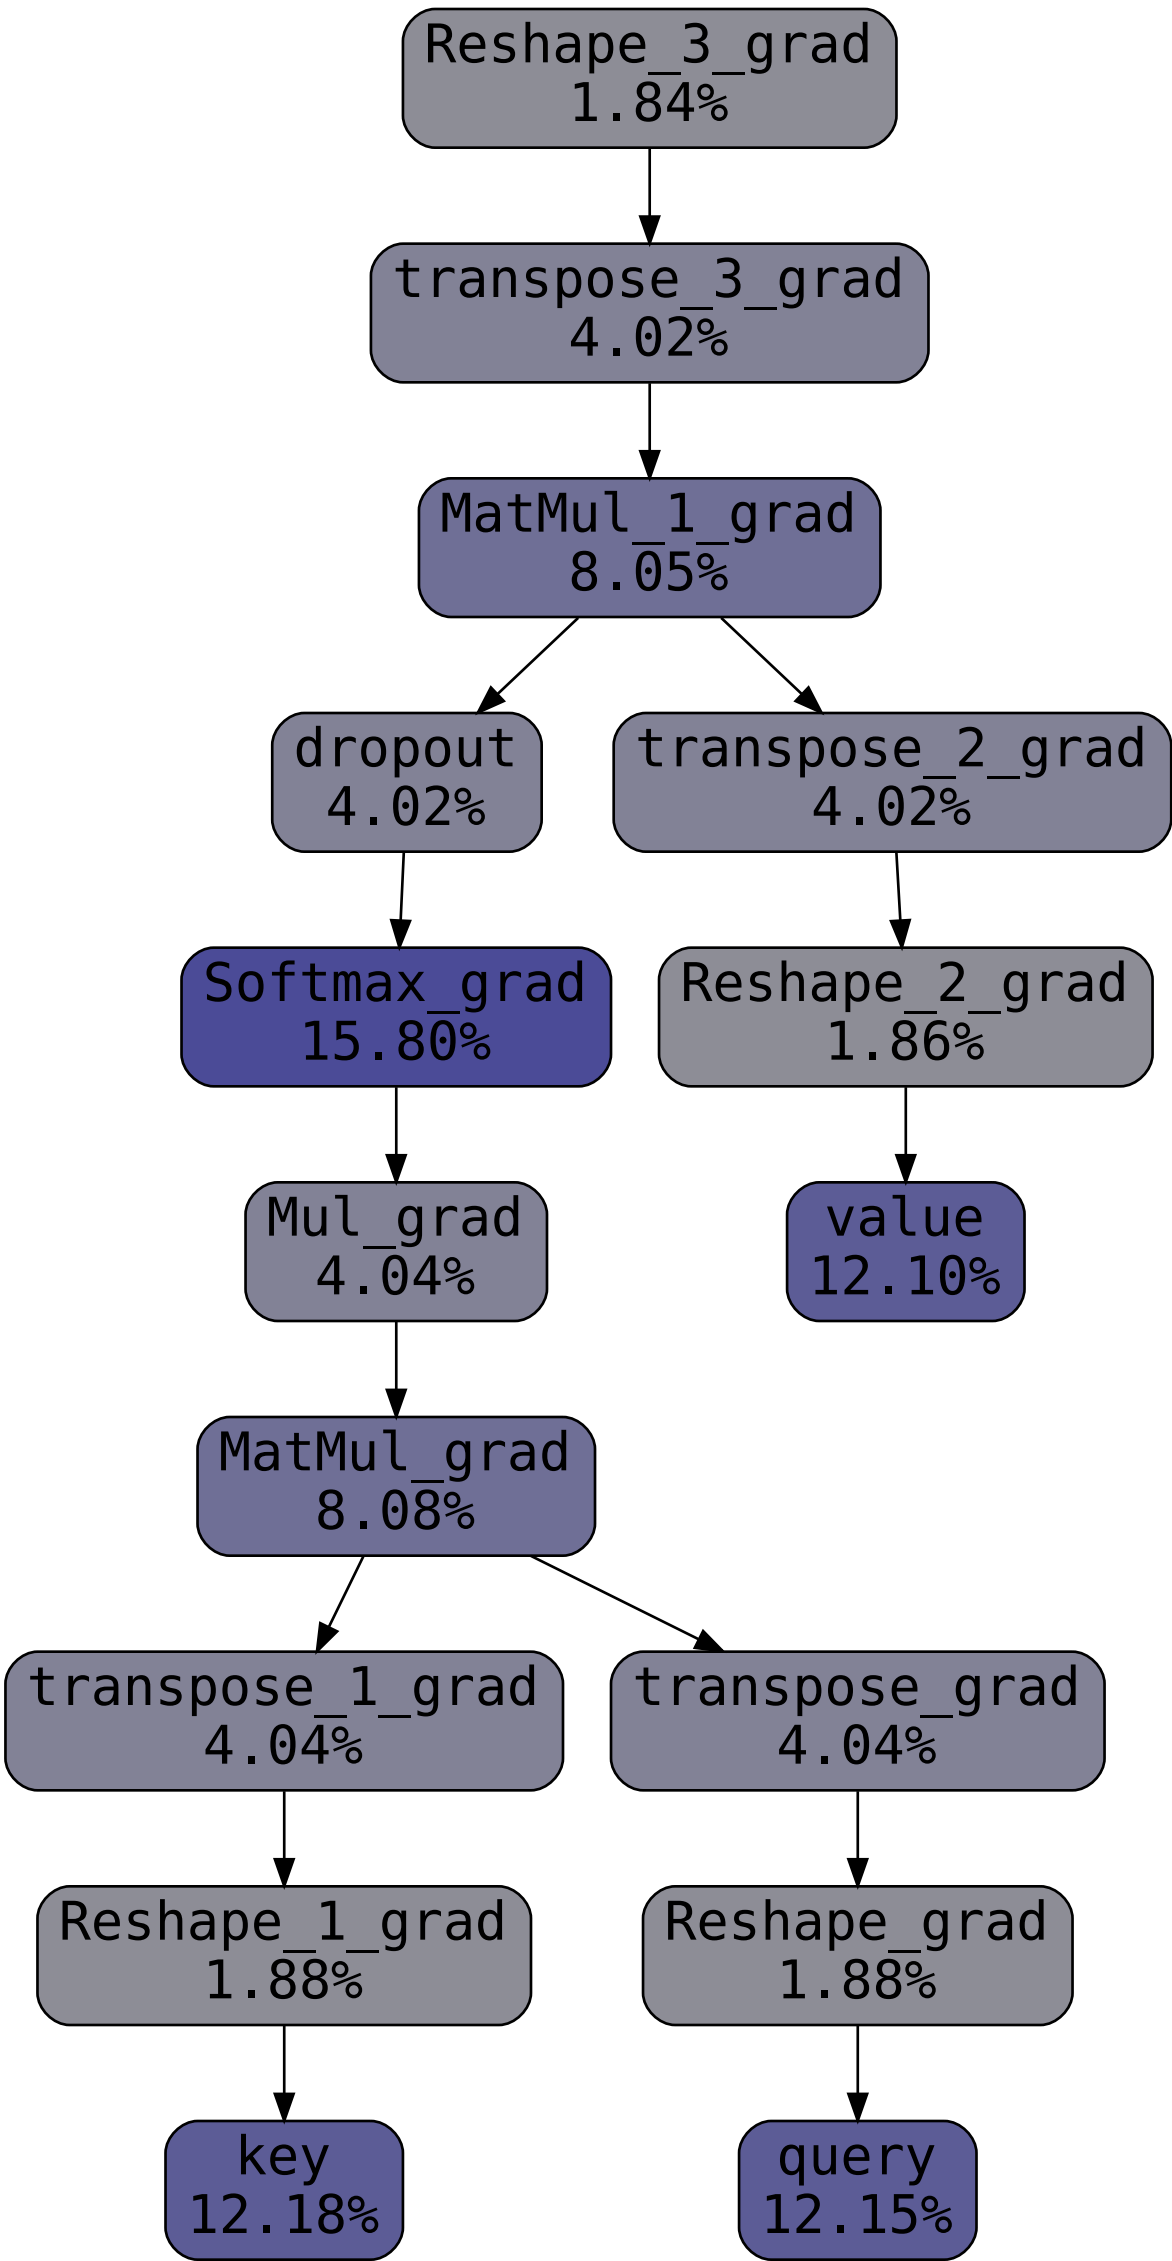 Reshape_3_grad
1.84%
transpose_3_grad
4.02%
MatMul_1_grad
8.05%
dropout
4.02%
transpose_2_grad
4.02%
Softmax_grad
15.80%
Reshape_2_grad
1.86%
Mul_grad
4.04%
value
12.10%
MatMul_grad
8.08%
transpose_1_grad
4.04%
transpose_grad
4.04%
Reshape_1_grad
1.88%
Reshape_grad
1.88%
key
12.18%
query
12.15%